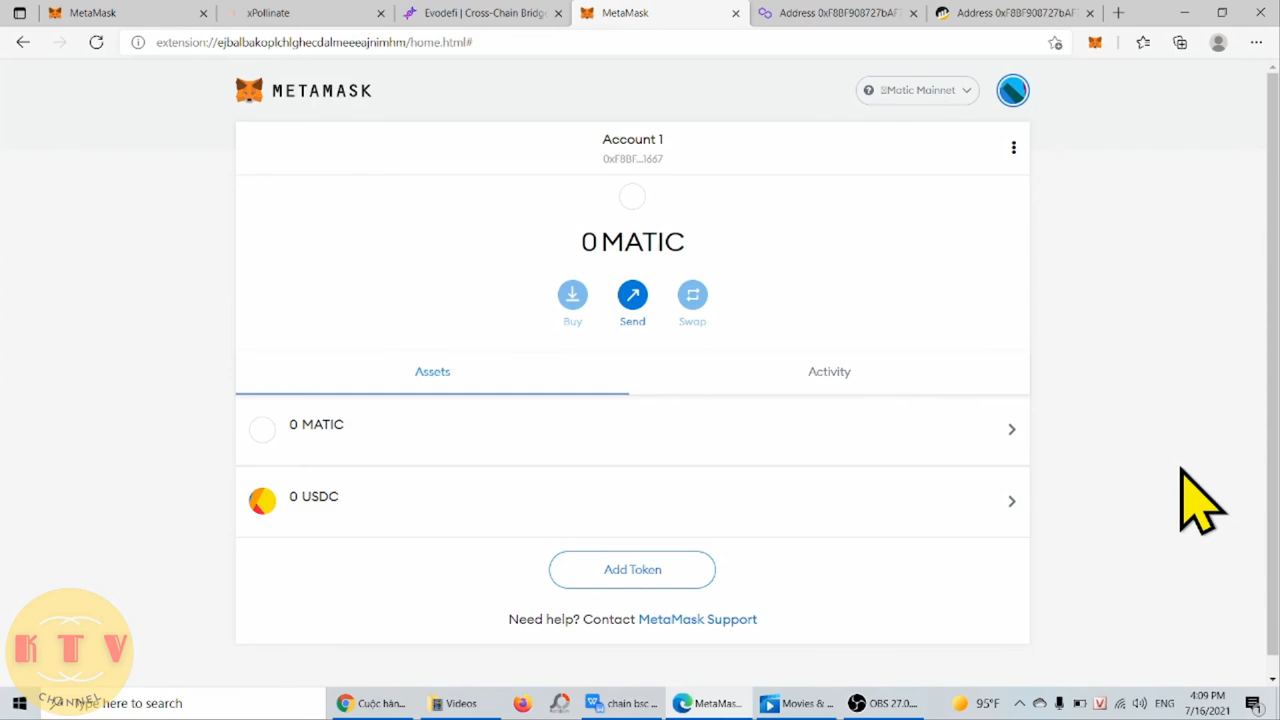 MetaMask
xPollinate
Evodefi | Cross-Chain Bridge
MetaMask
Address 0xF8BF908727bAF
Address 0xF8BF908727bAF
extension://ejbalbakoplchlghecdalmeeeajnimhm/home.html#
METAMASK
Matic Mainnet
Account 1
0xF8BF...1667
0 MATIC
Buy
Send
Swap
Assets
Activity
0 MATIC
0 USDC
Add Token
Need help? Contact MetaMask Support
KTV
CHANNEL
Type here to search
Cuộc hàn...
Videos
chain bsc ...
MetaMas...
Movies & ...
OBS 27.0...
95°F
ENG
4:09 PM
7/16/2021